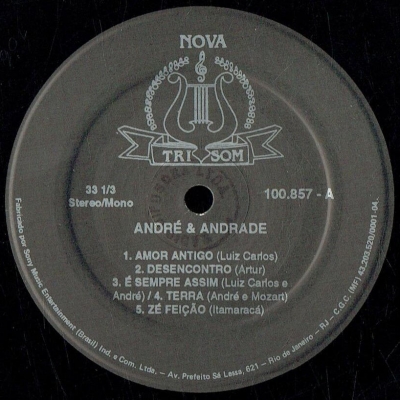 NOVA
TRI SOM
33 1/3
Stereo/Mono
100.857 - A
ANDRÉ & ANDRADE
1. AMOR ANTIGO (Luiz Carlos)
2. DESENCONTRO (Artur)
3. É SEMPRE ASSIM (Luiz Carlos e
André) / 4. TERRA (André e Mozart)
5. ZÉ FEIÇÃO (Itamaracá)
Fabricado por Sony Music Entertainment (Brasil) Ind. e Com. Ltda. - Av. Prefeito Sá Lessa, 621 - Rio de Janeiro - RJ - C.G.C. (MF) 43.203.520/0001-04.